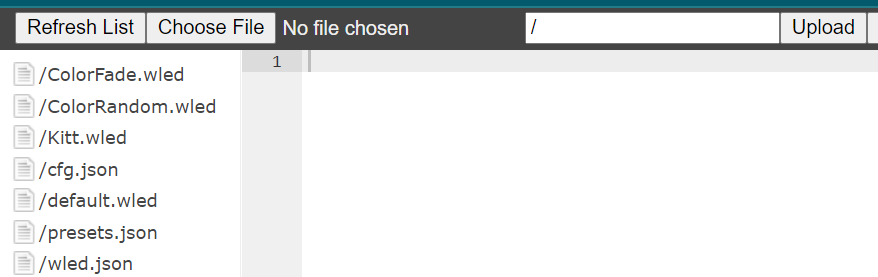 Refresh List Choose File No file chosen / Upload
/ColorFade.wled 1
/ColorRandom.wled
/Kitt.wled
/cfg.json
/default.wled
/presets.json
/wled.json